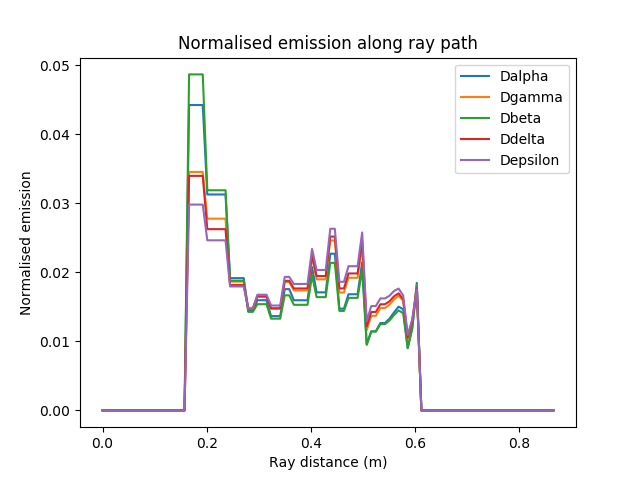 Normalised emission along ray path
Normalised emission
0.05
0.04
0.03
0.02
0.01
0.00
Dalpha
Dgamma
Dbeta
Ddelta
Depsilon
0.0 0.2 0.4 0.6 0.8
Ray distance (m)